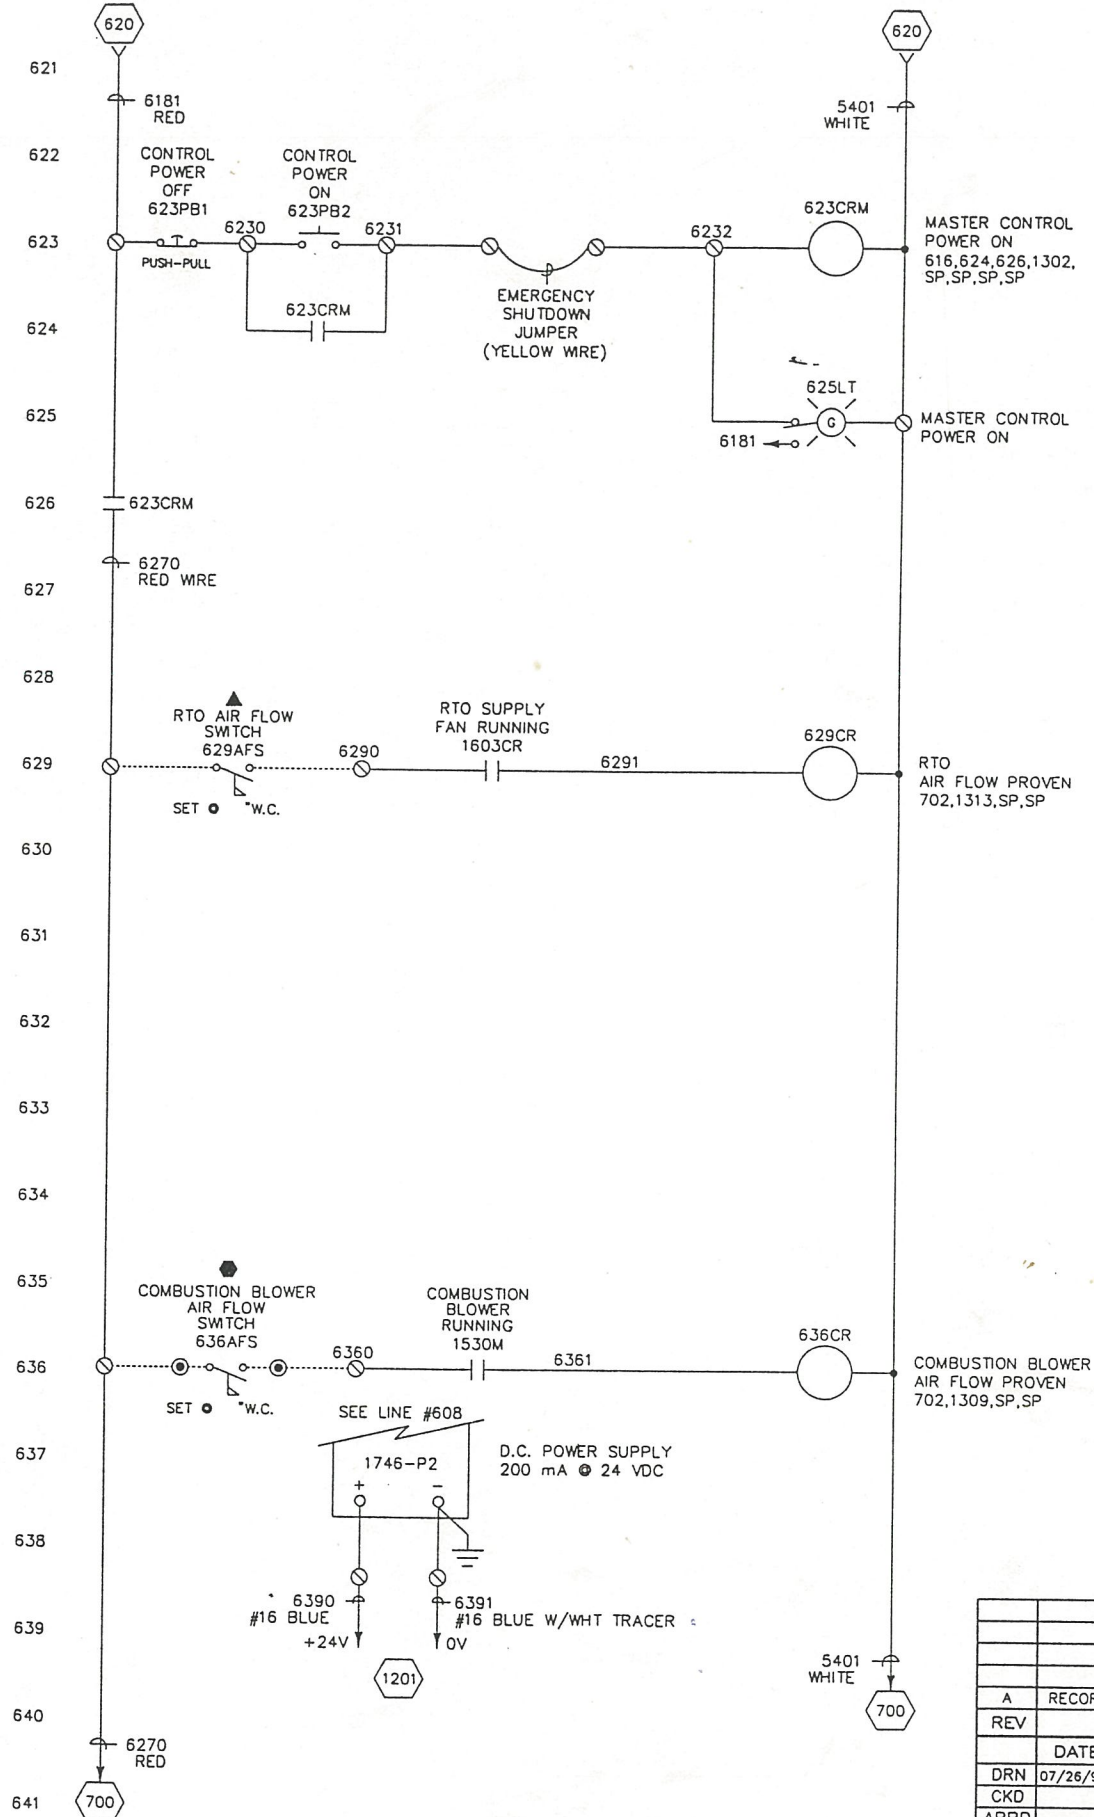 620
620
621
6181
RED
5401
WHITE
622
CONTROL
POWER
OFF
623PB1
CONTROL
POWER
ON
623PB2
623
PUSH-PULL
6230
6231
6232
623CRM
MASTER CONTROL
POWER ON
616,624,626,1302,
SP,SP,SP,SP
624
623CRM
EMERGENCY
SHUTDOWN
JUMPER
(YELLOW WIRE)
625
625LT
G
6181
MASTER CONTROL
POWER ON
626
623CRM
6270
RED WIRE
627
628
RTO AIR FLOW
SWITCH
629AFS
RTO SUPPLY
FAN RUNNING
1603CR
629
6290
6291
629CR
RTO
AIR FLOW PROVEN
702,1313,SP,SP
SET "W.C.
630
631
632
633
634
635
COMBUSTION BLOWER
AIR FLOW
SWITCH
636AFS
COMBUSTION
BLOWER
RUNNING
1530M
636
6360
6361
636CR
COMBUSTION BLOWER
AIR FLOW PROVEN
702,1309,SP,SP
SET "W.C.
SEE LINE #608
637
1746-P2
D.C. POWER SUPPLY
200 mA @ 24 VDC
+ -
638
6390
#16 BLUE
+24V
6391
#16 BLUE W/WHT TRACER
0V
639
1201
5401
WHITE
700
640
6270
RED
641
700
A RECOR
REV
DATE
DRN 07/26/9
CKD